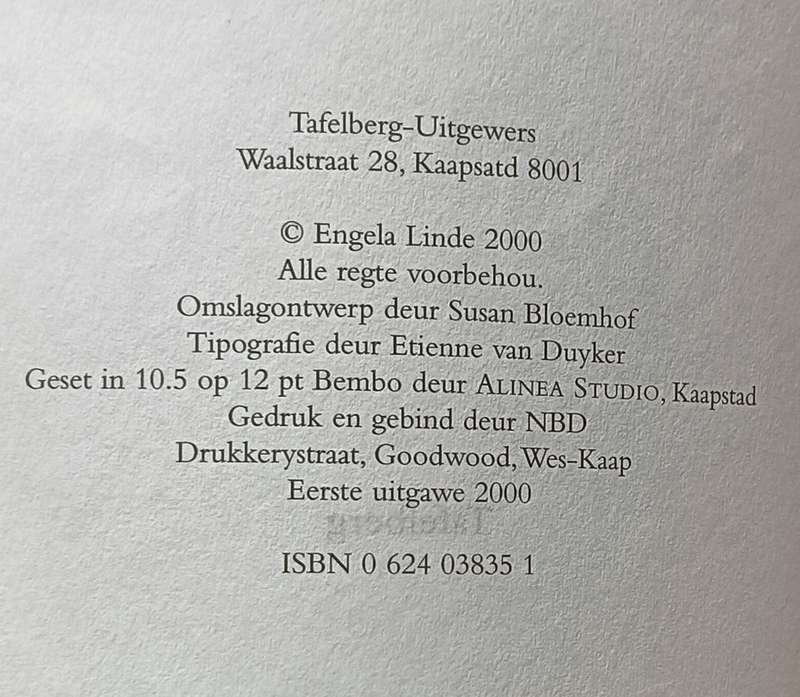 Tafelberg-Uitgewers
Waalstraat 28, Kaapsatd 8001
© Engela Linde 2000
Alle regte voorbehou.
Omslagontwerp deur Susan Bloemhof
Tipografie deur Etienne van Duyker
Geset in 10.5 op 12 pt Bembo deur ALINEA STUDIO, Kaapstad
Gedruk en gebind deur NBD
Drukkerystraat, Goodwood, Wes-Kaap
Eerste uitgawe 2000
Tafelberg
ISBN 0 624 03835 1